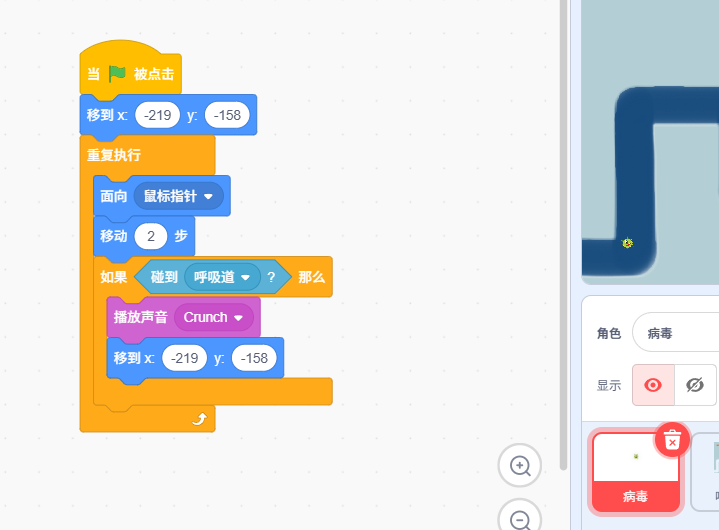 当 被点击
移到 x: -219 y: -158
重复执行
面向 鼠标指针
移动 2 步
如果 碰到 呼吸道 ? 那么
播放声音 Crunch
移到 x: -219 y: -158
角色 病毒
显示
病毒